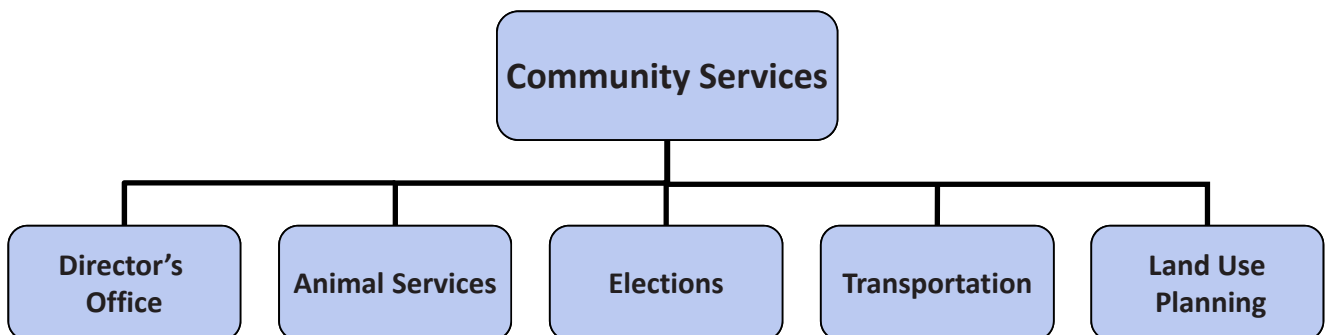 Community Services
Director’s
Office
Animal Services
Elections
Transportation
Land Use
Planning